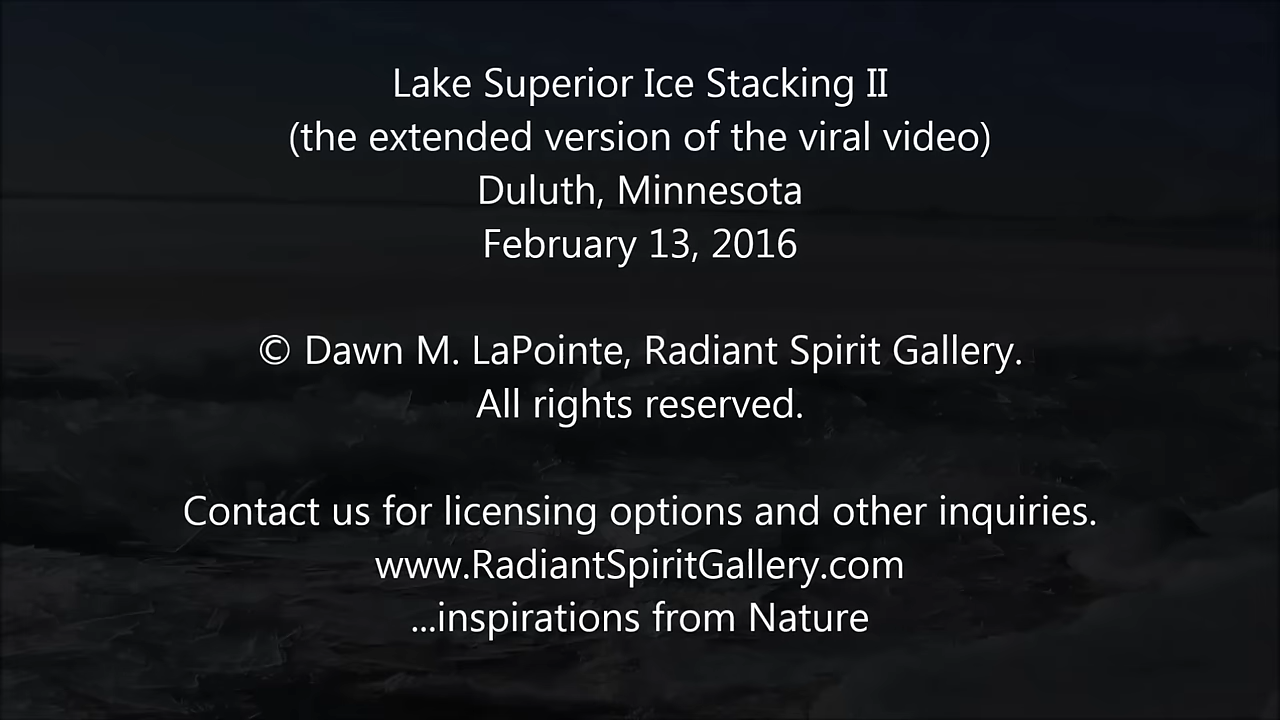 Lake Superior Ice Stacking II
(the extended version of the viral video)
Duluth, Minnesota
February 13, 2016
© Dawn M. LaPointe, Radiant Spirit Gallery.
All rights reserved.
Contact us for licensing options and other inquiries.
www.RadiantSpiritGallery.com
...inspirations from Nature